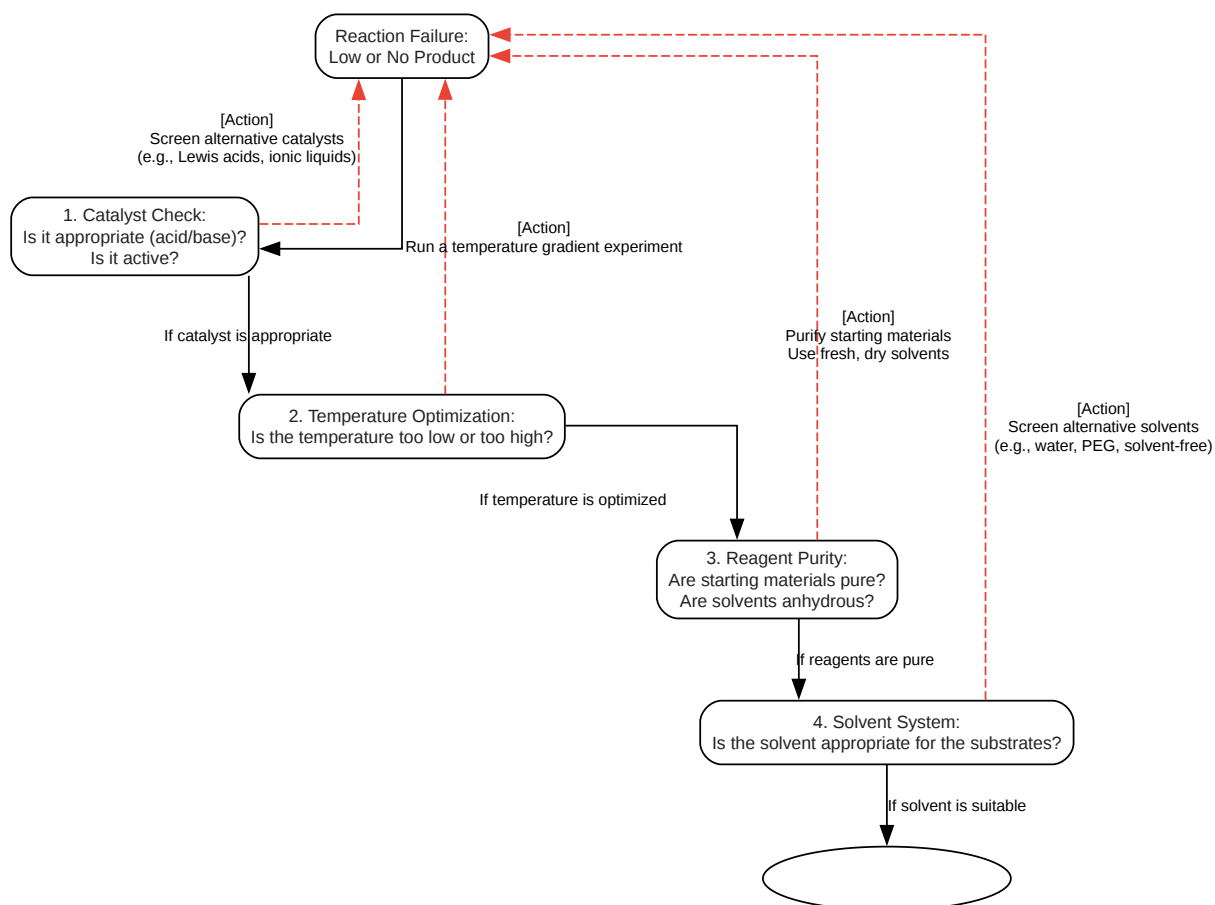 Reaction Failure:
Low or No Product
[Action]
Screen alternative catalysts
(e.g., Lewis acids, ionic liquids)
1. Catalyst Check:
Is it appropriate (acid/base)?
Is it active?
[Action]
Run a temperature gradient experiment
If catalyst is appropriate
[Action]
Purify starting materials
Use fresh, dry solvents
2. Temperature Optimization:
Is the temperature too low or too high?
[Action]
Screen alternative solvents
(e.g., water, PEG, solvent-free)
If temperature is optimized
3. Reagent Purity:
Are starting materials pure?
Are solvents anhydrous?
If reagents are pure
4. Solvent System:
Is the solvent appropriate for the substrates?
If solvent is suitable